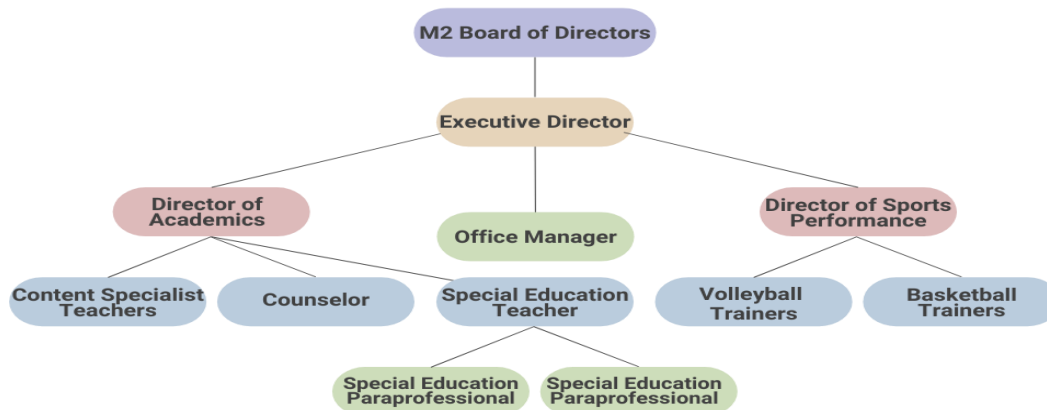 M2 Board of Directors
Executive Director
Director of
Academics
Office Manager
Director of Sports
Performance
Content Specialist
Teachers
Counselor
Special Education
Teacher
Volleyball
Trainers
Basketball
Trainers
Special Education
Paraprofessional
Special Education
Paraprofessional